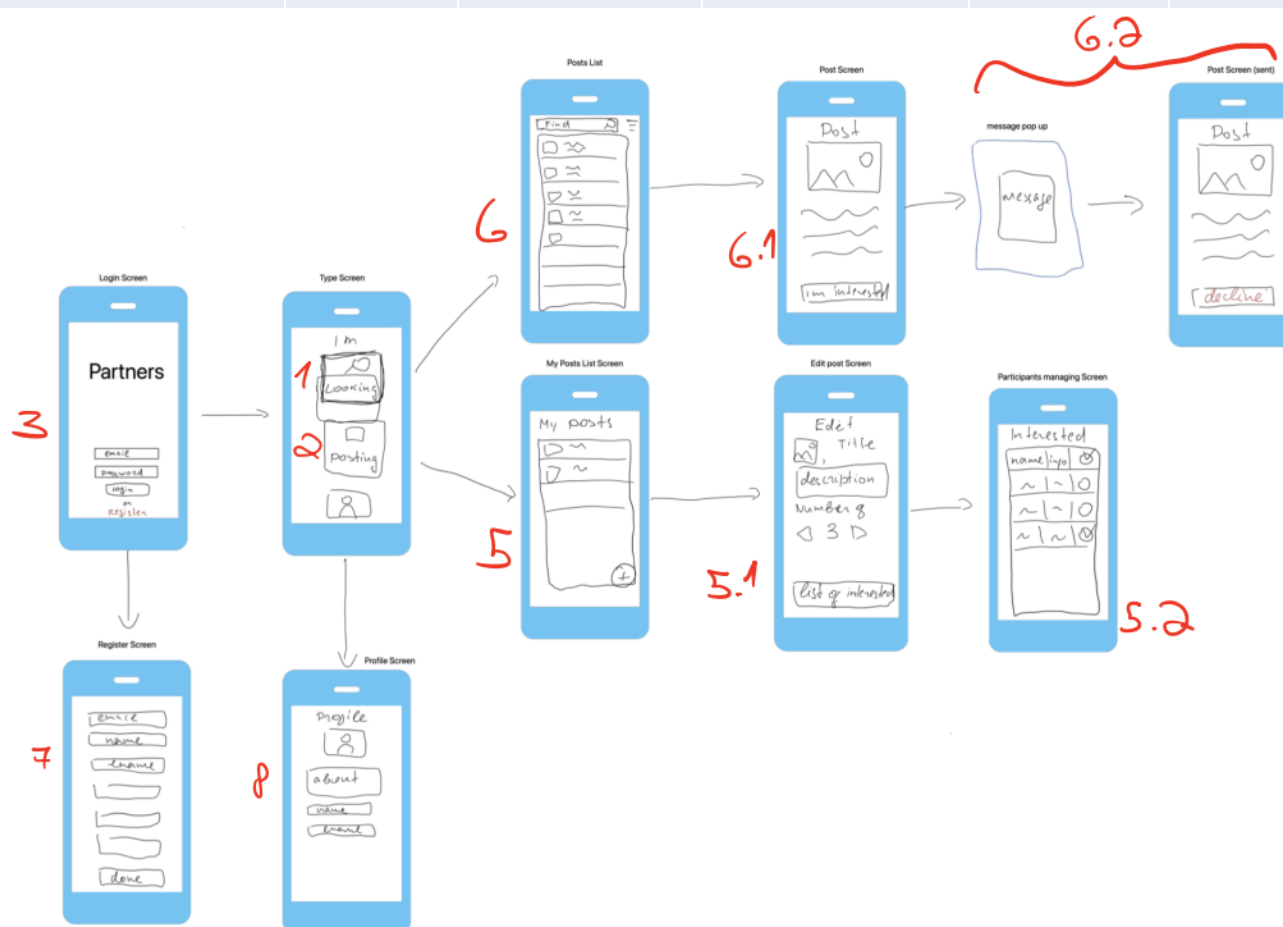 6.2
Posts List
Find
6
Post Screen
Post
im interested
6.1
message pop up
message
Post Screen (sent)
Post
decline
Login Screen
Partners
email
password
login
or
Register
3
Type Screen
I m
1
Looking
2
posting
My Posts List Screen
My posts
+
5
Edit post Screen
Edit
Title
description
Number of
3
list of interested
5.1
Participants managing Screen
Interested
name info
5.2
Register Screen
email
name
lname
done
7
Profile Screen
Profile
about
name
8